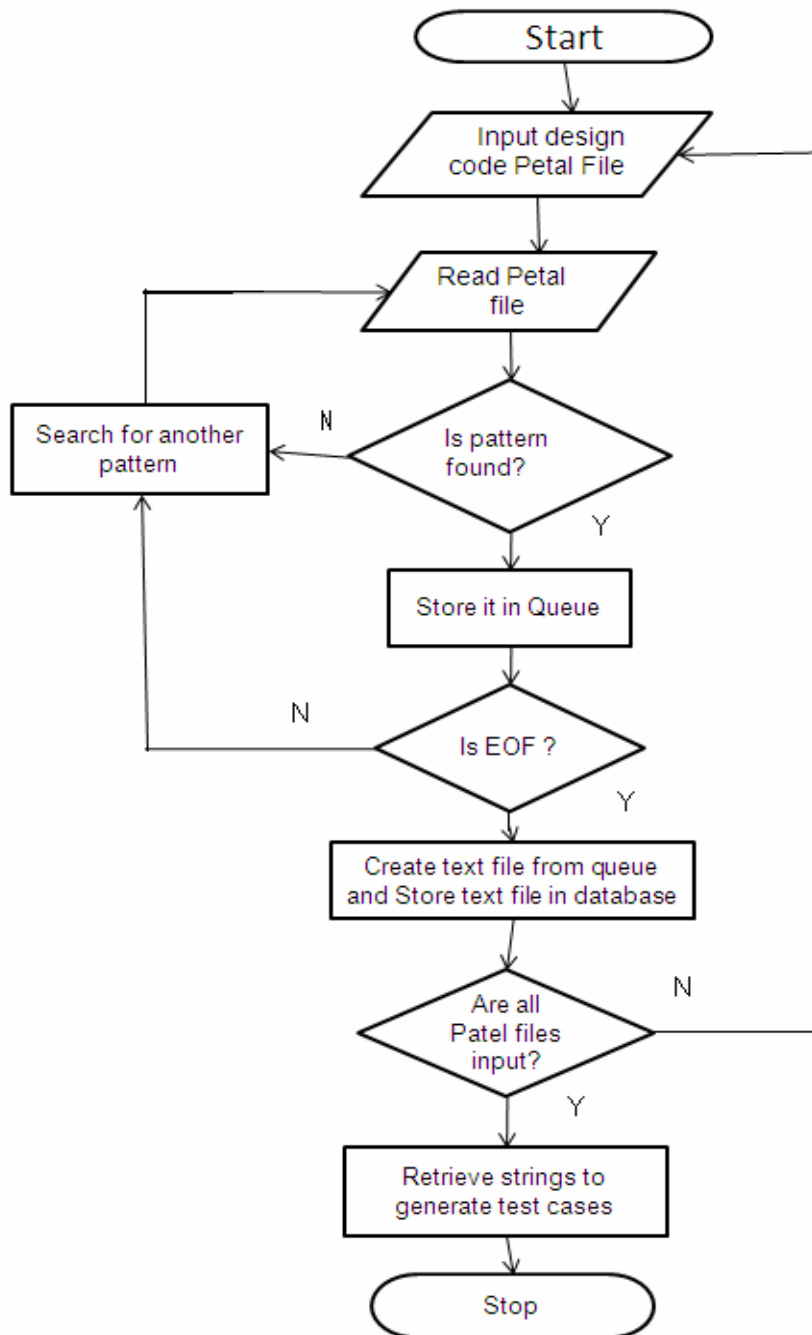 Start
Input design
code Petal File
Read Petal
file
N
Search for another
pattern
Is pattern
found?
Y
Store it in Queue
N
Is EOF ?
Y
Create text file from queue
and Store text file in database
Are all
Patel files
input?
N
Y
Retrieve strings to
generate test cases
Stop